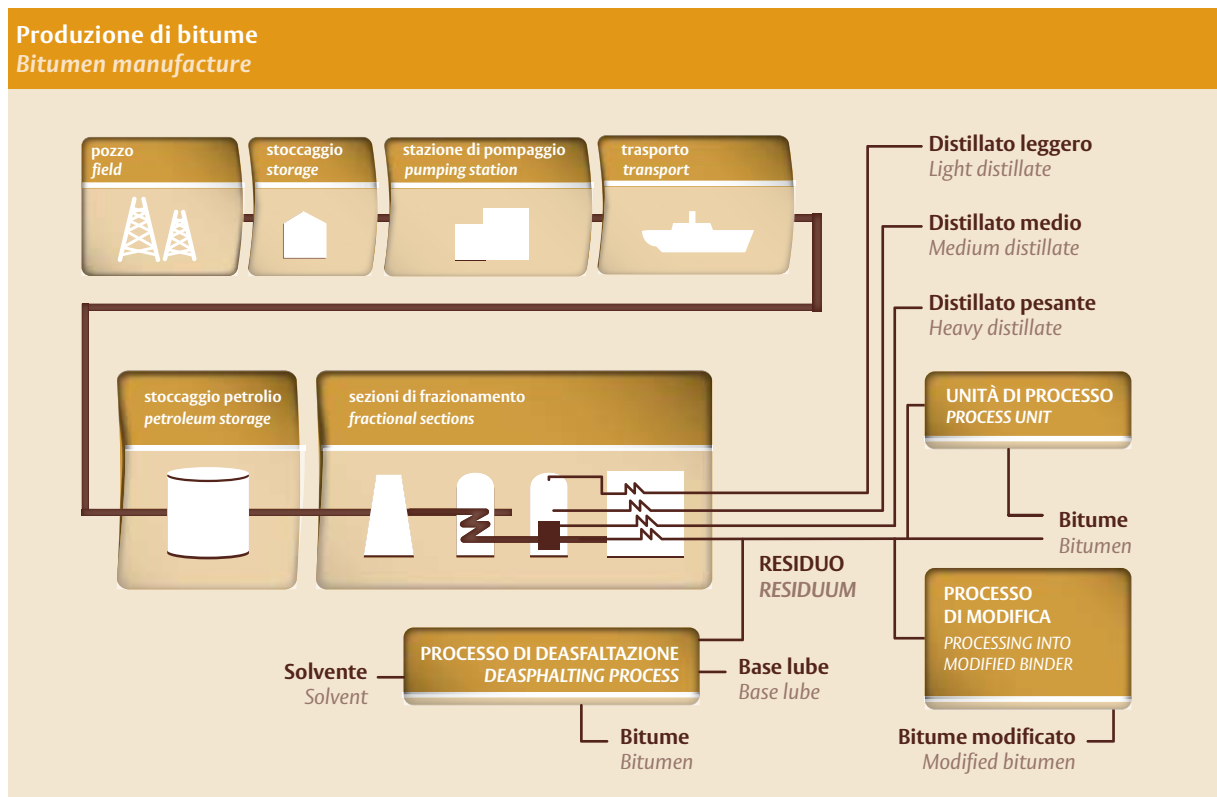 Produzione di bitume
Bitumen manufacture
pozzo
field
stoccaggio
storage
stazione di pompaggio
pumping station
trasporto
transport
Distillato leggero
Light distillate
Distillato medio
Medium distillate
Distillato pesante
Heavy distillate
stoccaggio petrolio
petroleum storage
sezioni di frazionamento
fractional sections
UNITÀ DI PROCESSO
PROCESS UNIT
Bitume
Bitumen
RESIDUO
RESIDUUM
PROCESSO
DI MODIFICA
PROCESSING INTO
MODIFIED BINDER
PROCESSO DI DEASFALTAZIONE
DEASPHALTING PROCESS
Solvente
Solvent
Base lube
Base lube
Bitume
Bitumen
Bitume modificato
Modified bitumen